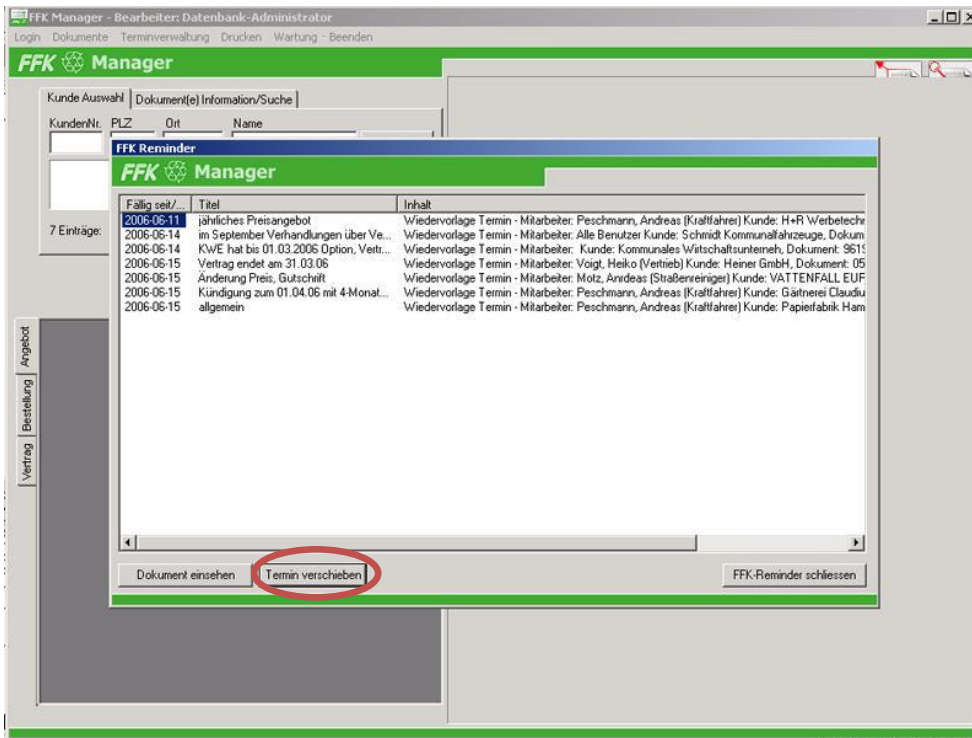 FFK Manager - Bearbeiter: Datenbank-Administrator
Login Dokumente Terminverwaltung Drucken Wartung - Beenden
FFK Manager
Kunde Auswahl Dokument(e) Information/Suche
KundenNr. PLZ Ort Name
FFK Reminder
FFK Manager
Fällig seit/... Titel Inhalt
2006-06-11 jährliches Preisangebot Wiedervorlage Termin - Mitarbeiter: Peschmann, Andreas (Kraftfahrer) Kunde: H+R Werbetechn
2006-06-14 im September Verhandlungen über Ve... Wiedervorlage Termin - Mitarbeiter: Alle Benutzer Kunde: Schmidt Kommunalfahrzeuge, Dokum
2006-06-14 KWE hat bis 01.03.2006 Option, Vertr... Wiedervorlage Termin - Mitarbeiter: Kunde: Kommunales Wirtschaftsunterneh, Dokument: 961
2006-06-15 Vertrag endet am 31.03.06 Wiedervorlage Termin - Mitarbeiter: Voigt, Heiko (Vertrieb) Kunde: Heiner GmbH, Dokument: 05
2006-06-15 Änderung Preis, Gutschrift Wiedervorlage Termin - Mitarbeiter: Motz, Anrdeas (Straßenreiniger) Kunde: VATTENFALL EUF
2006-06-15 Kündigung zum 01.04.06 mit 4-Monat... Wiedervorlage Termin - Mitarbeiter: Peschmann, Andreas (Kraftfahrer) Kunde: Gärtnerei Claudiu
2006-06-15 allgemein Wiedervorlage Termin - Mitarbeiter: Peschmann, Andreas (Kraftfahrer) Kunde: Papierfabrik Ham
7 Einträge:
Angebot
Bestellung
Vertrag
Dokument einsehen Termin verschieben FFK-Reminder schliessen